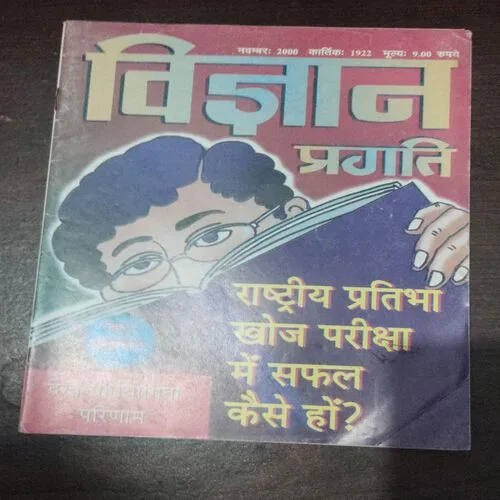 नवम्बर: 2000 कार्तिक: 1922 मूल्य: 9.00 रुपये
विज्ञान
प्रगति
राष्ट्रीय प्रतिभा
खोज परीक्षा
में सफल
कैसे हों?
परिणाम